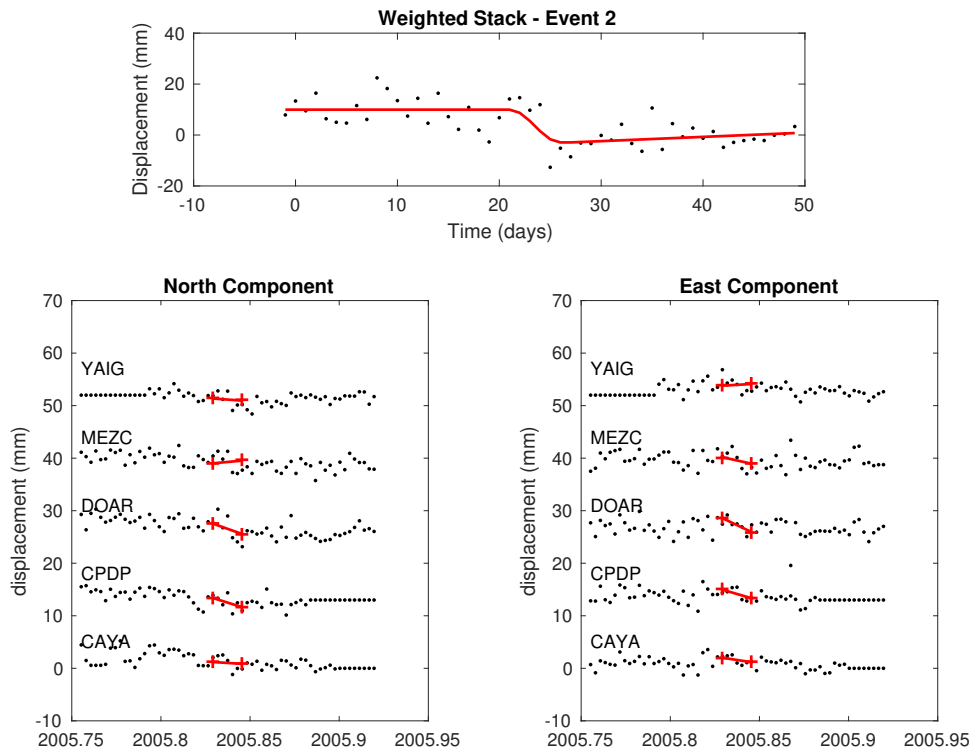 Weighted Stack - Event 2
Displacement (mm)
40
20
0
-20
-10
0
10
20
30
40
50
Time (days)
North Component
displacement (mm)
70
60
50
40
30
20
10
0
-10
YAIG
MEZC
DOAR
CPDP
CAYA
2005.75
2005.8
2005.85
2005.9
2005.95
East Component
displacement (mm)
70
60
50
40
30
20
10
0
-10
YAIG
MEZC
DOAR
CPDP
CAYA
2005.75
2005.8
2005.85
2005.9
2005.95